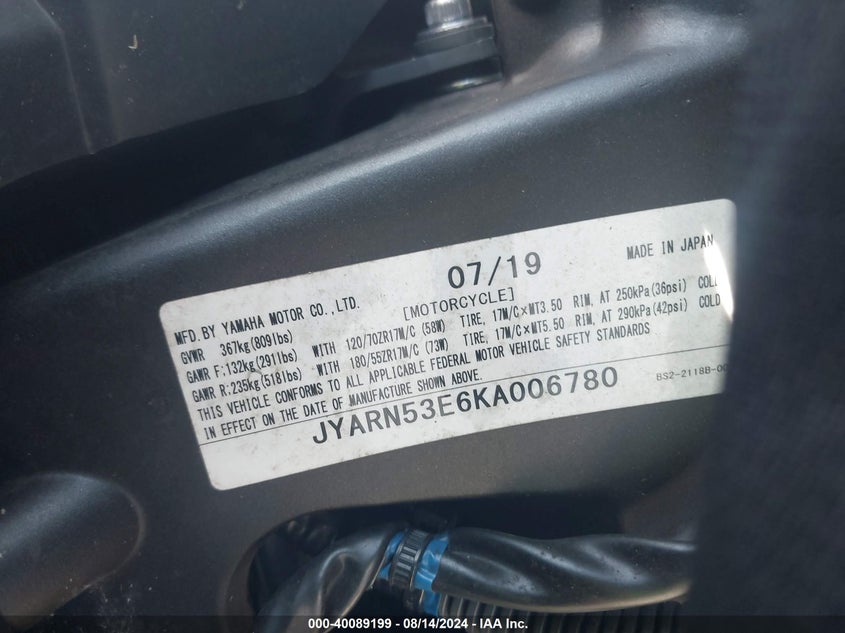 07/19
MADE IN JAPAN
MFD. BY YAMAHA MOTOR CO., LTD. [MOTORCYCLE]
GVWR 367kg(809lbs)
GAWR F:132kg(291lbs) WITH 120/70ZR17M/C (58W) TIRE, 17M/C×MT3.50 RIM, AT 250kPa(36psi) COLD
GAWR R:235kg(518lbs) WITH 180/55ZR17M/C (73W) TIRE, 17M/C×MT5.50 RIM, AT 290kPa(42psi) COLD
THIS VEHICLE CONFORMS TO ALL APPLICABLE FEDERAL MOTOR VEHICLE SAFETY STANDARDS
IN EFFECT ON THE DATE OF MANUFACTURE SHOWN ABOVE.
JYARN53E6KA006780
BS2-2118B-00
000-40089199 - 08/14/2024 - IAA Inc.